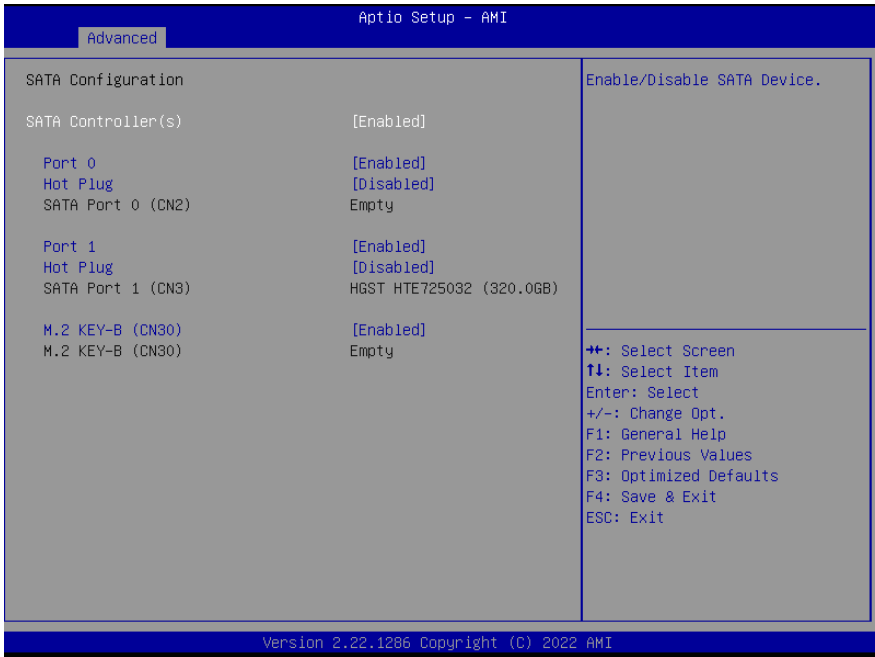 Aptio Setup – AMI
Advanced
SATA Configuration
SATA Controller(s) [Enabled]
Port 0 [Enabled]
Hot Plug [Disabled]
SATA Port 0 (CN2) Empty
Port 1 [Enabled]
Hot Plug [Disabled]
SATA Port 1 (CN3) HGST HTE725032 (320.0GB)
M.2 KEY-B (CN30) [Enabled]
M.2 KEY-B (CN30) Empty
Enable/Disable SATA Device.
→←: Select Screen
↑↓: Select Item
Enter: Select
+/-: Change Opt.
F1: General Help
F2: Previous Values
F3: Optimized Defaults
F4: Save & Exit
ESC: Exit
Version 2.22.1286 Copyright (C) 2022 AMI